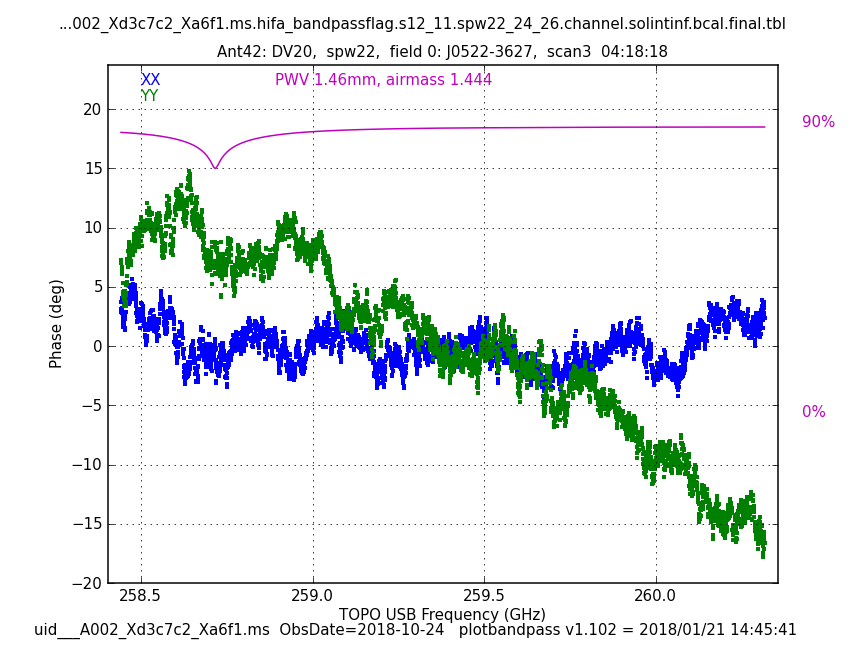 ...002_Xd3c7c2_Xa6f1.ms.hifa_bandpassflag.s12_11.spw22_24_26.channel.solintinf.bcal.final.tbl
Ant42: DV20,  spw22,  field 0: J0522-3627,  scan3  04:18:18
XX
PWV 1.46mm, airmass 1.444
YY
20
90%
15
10
5
Phase (deg)
0
−5
0%
−10
−15
−20
258.5
259.0
259.5
260.0
TOPO USB Frequency (GHz)
uid___A002_Xd3c7c2_Xa6f1.ms  ObsDate=2018-10-24   plotbandpass v1.102 = 2018/01/21 14:45:41